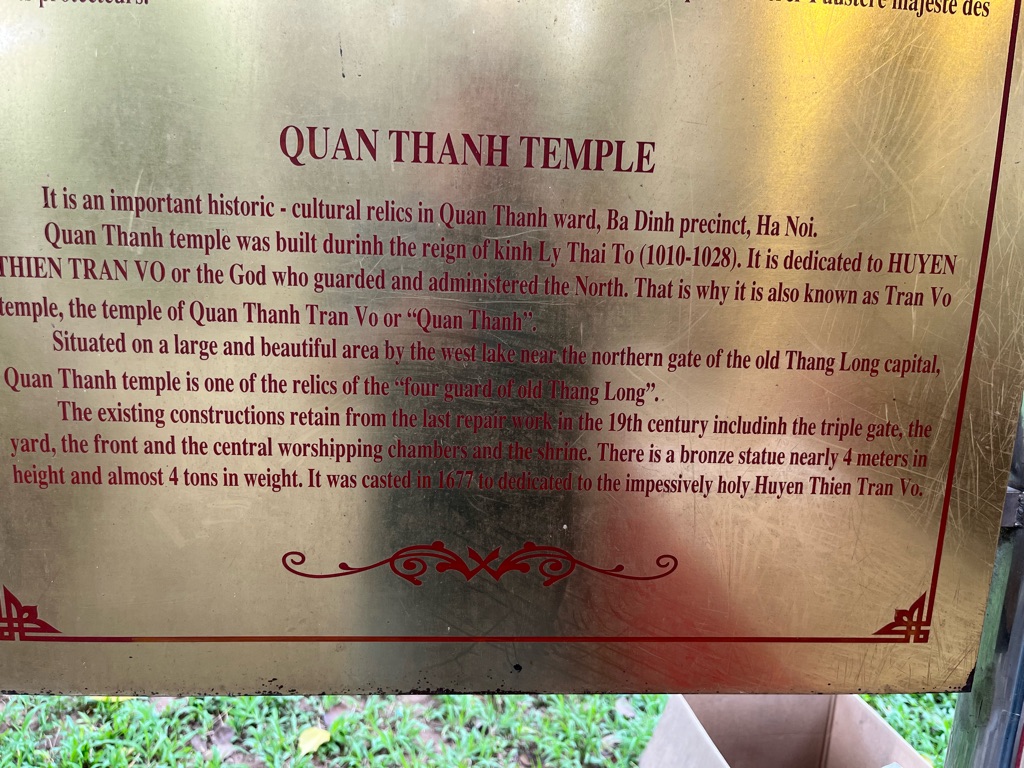 protecteurs.
majesté des
QUAN THANH TEMPLE
It is an important historic - cultural relics in Quan Thanh ward, Ba Dinh precinct, Ha Noi.
Quan Thanh temple was built durinh the reign of kinh Ly Thai To (1010-1028). It is dedicated to HUYEN
THIEN TRAN VO or the God who guarded and administered the North. That is why it is also known as Tran Vo
temple, the temple of Quan Thanh Tran Vo or “Quan Thanh”.
Situated on a large and beautiful area by the west lake near the northern gate of the old Thang Long capital,
Quan Thanh temple is one of the relics of the “four guard of old Thang Long”.
The existing constructions retain from the last repair work in the 19th century includinh the triple gate, the
yard, the front and the central worshipping chambers and the shrine. There is a bronze statue nearly 4 meters in
height and almost 4 tons in weight. It was casted in 1677 to dedicated to the impessively holy Huyen Thien Tran Vo.